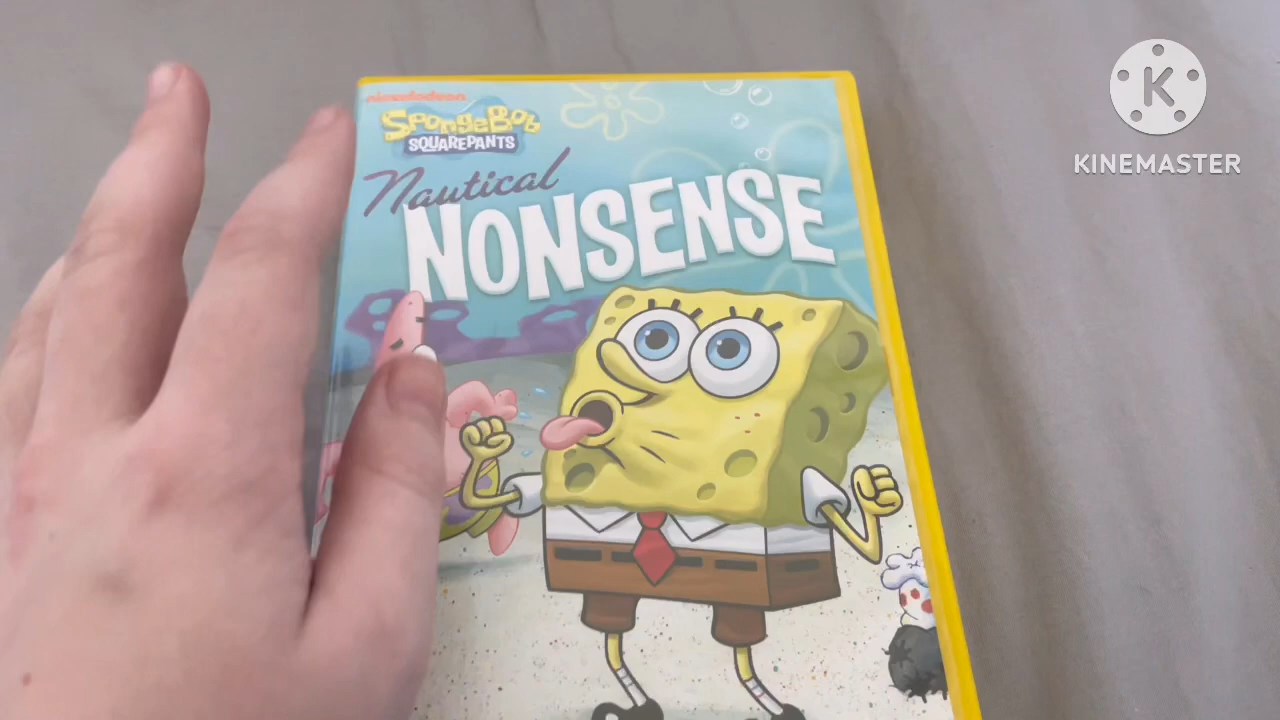 nickelodeon
SpongeBob
SQUAREPANTS
Nautical
NONSENSE
K
KINEMASTER